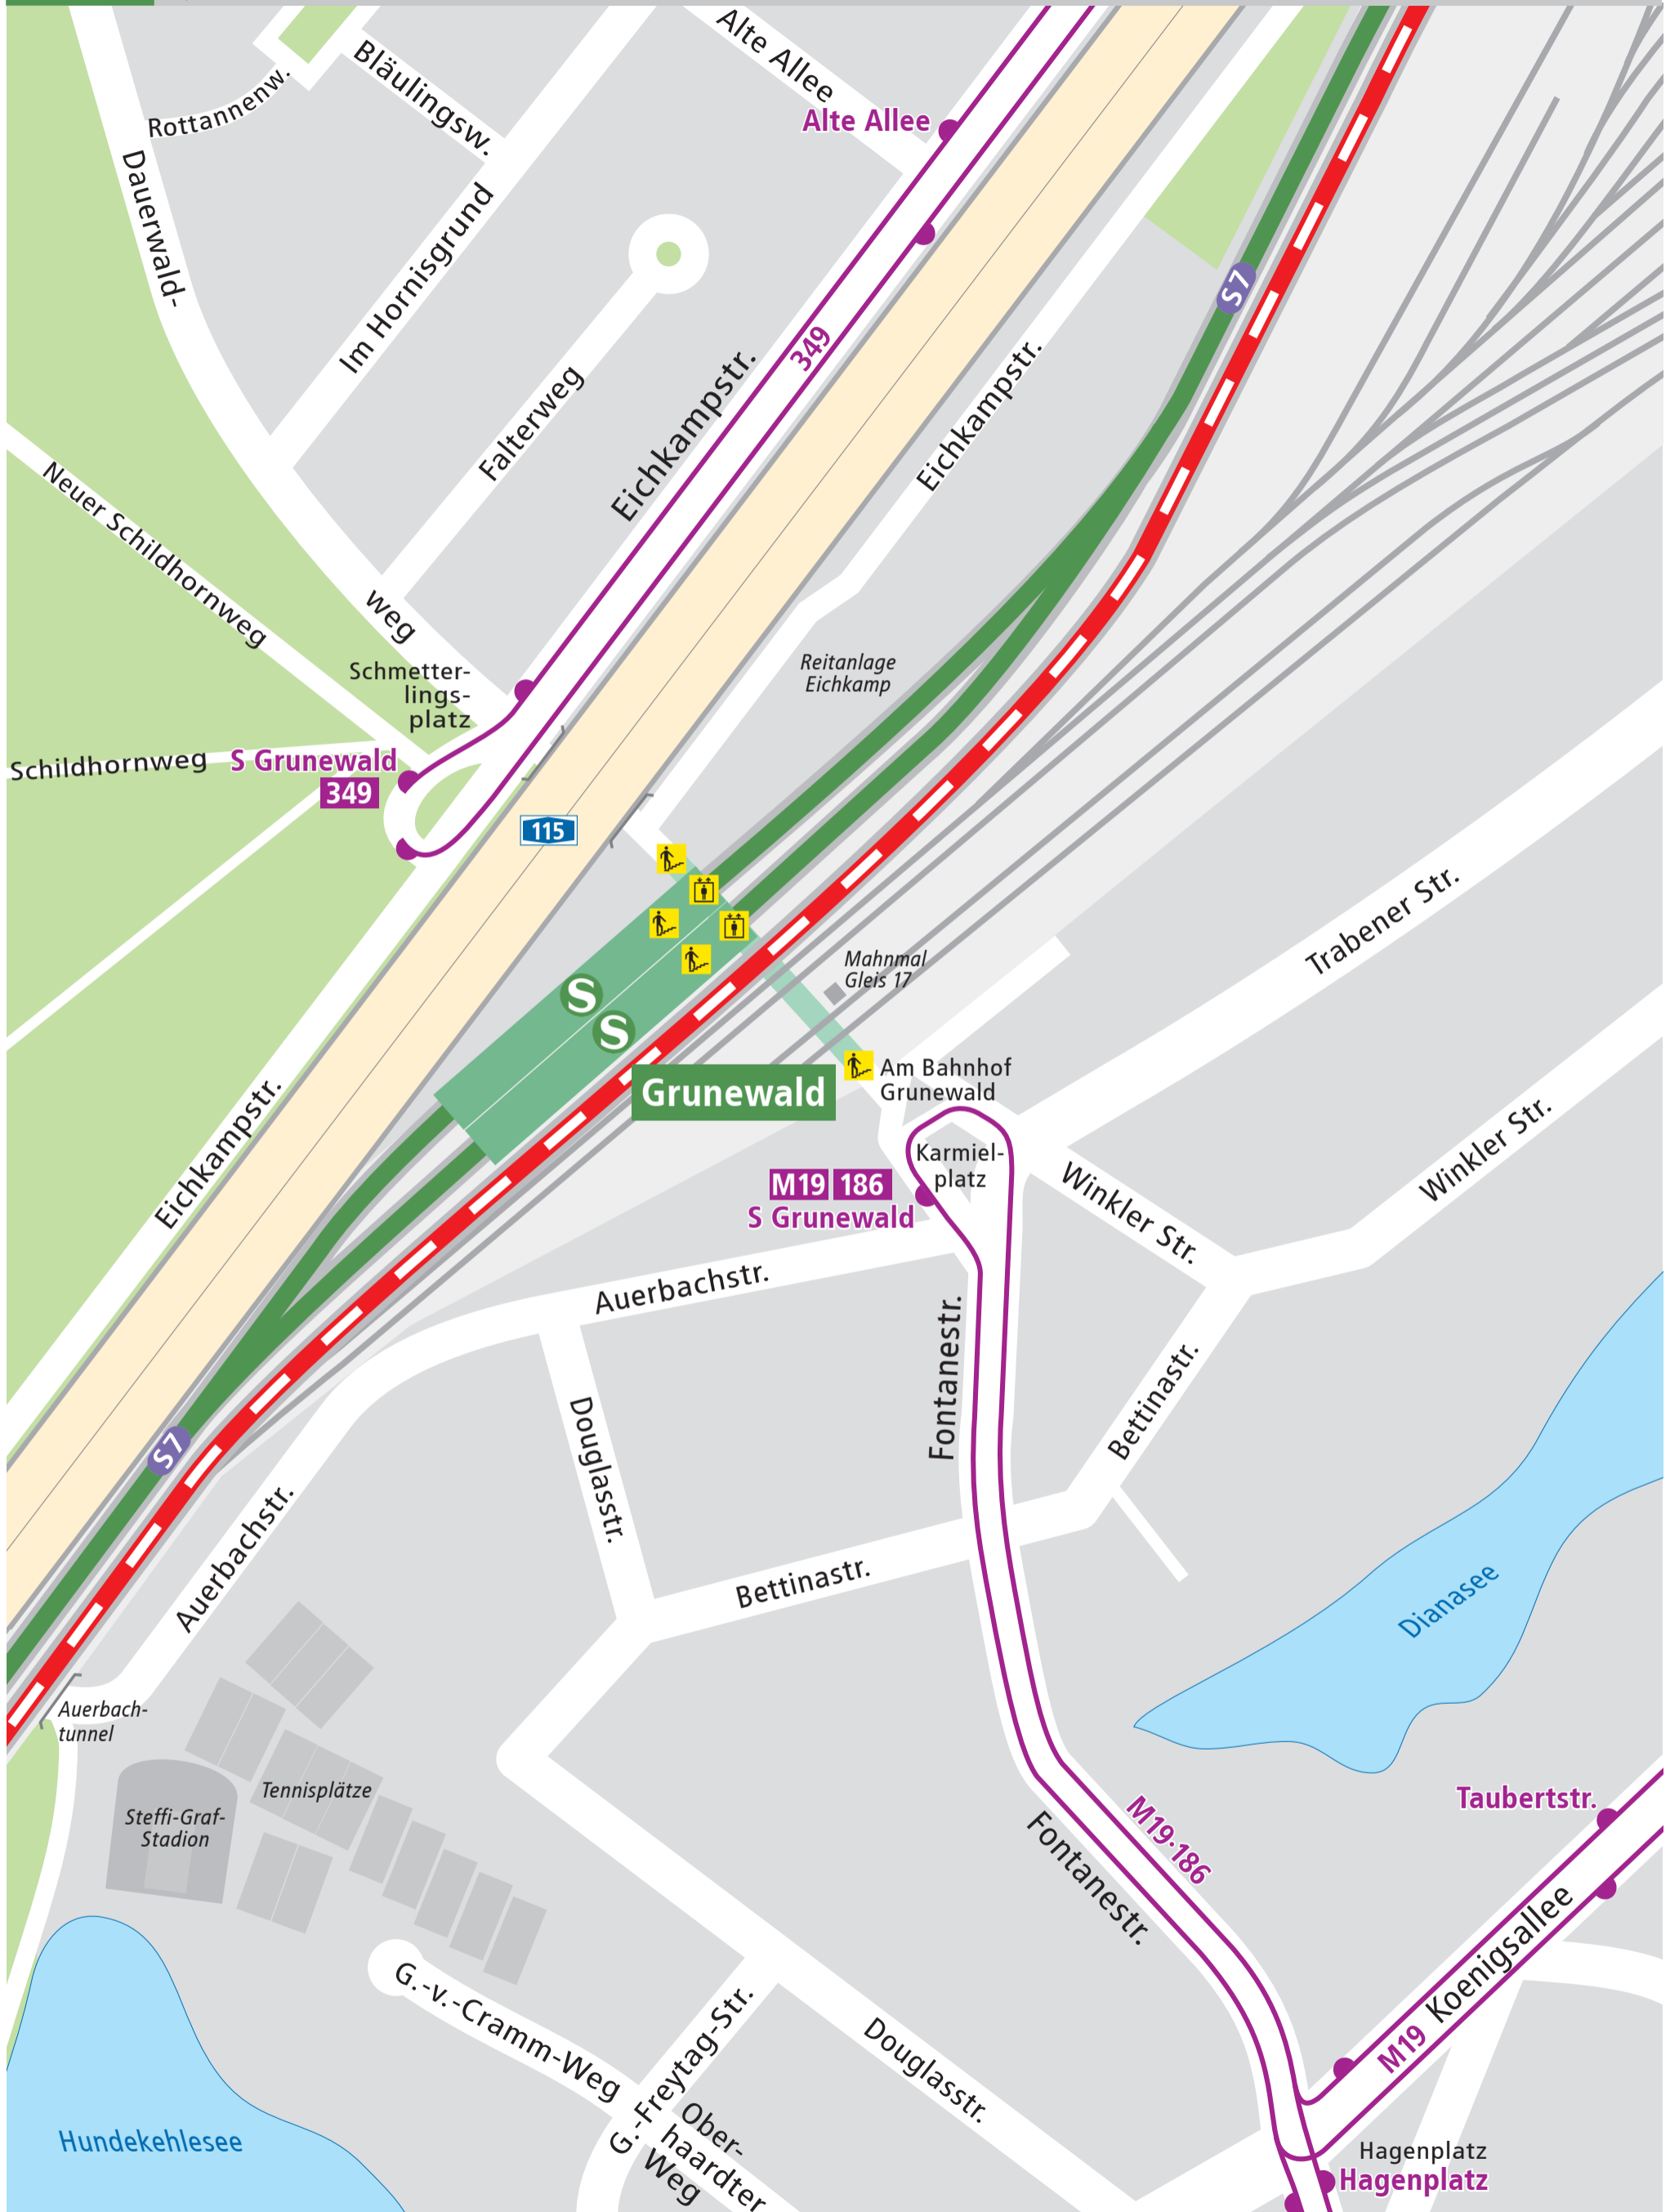 Alte Allee
Bläulingsw.
Rottannenw.
Alte Allee
Dauerwald-
Im Hornisgrund
S7
349
Eichkampstr.
Eichkampstr.
Falterweg
Neuer Schildhornweg
weg
Schmetter-
lings-
platz
Reitanlage
Eichkamp
Schildhornweg
S Grunewald
349
115
Trabener Str.
Mahnmal
Gleis 17
S
S
Grunewald
Am Bahnhof
Grunewald
Eichkampstr.
Karmiel-
platz
M19 186
S Grunewald
Winkler Str.
Winkler Str.
Auerbachstr.
Fontanestr.
Bettinastr.
S7
Douglasstr.
Auerbachstr.
Bettinastr.
Dianasee
Auerbach-
tunnel
Tennisplätze
Steffi-Graf-
Stadion
Taubertstr.
M19·186
Fontanestr.
Koenigsallee
M19
G.-v.-Cramm-Weg
G.-Freytag-Str.
Douglasstr.
Ober-
haardter
Weg
Hundekehlesee
Hagenplatz
Hagenplatz